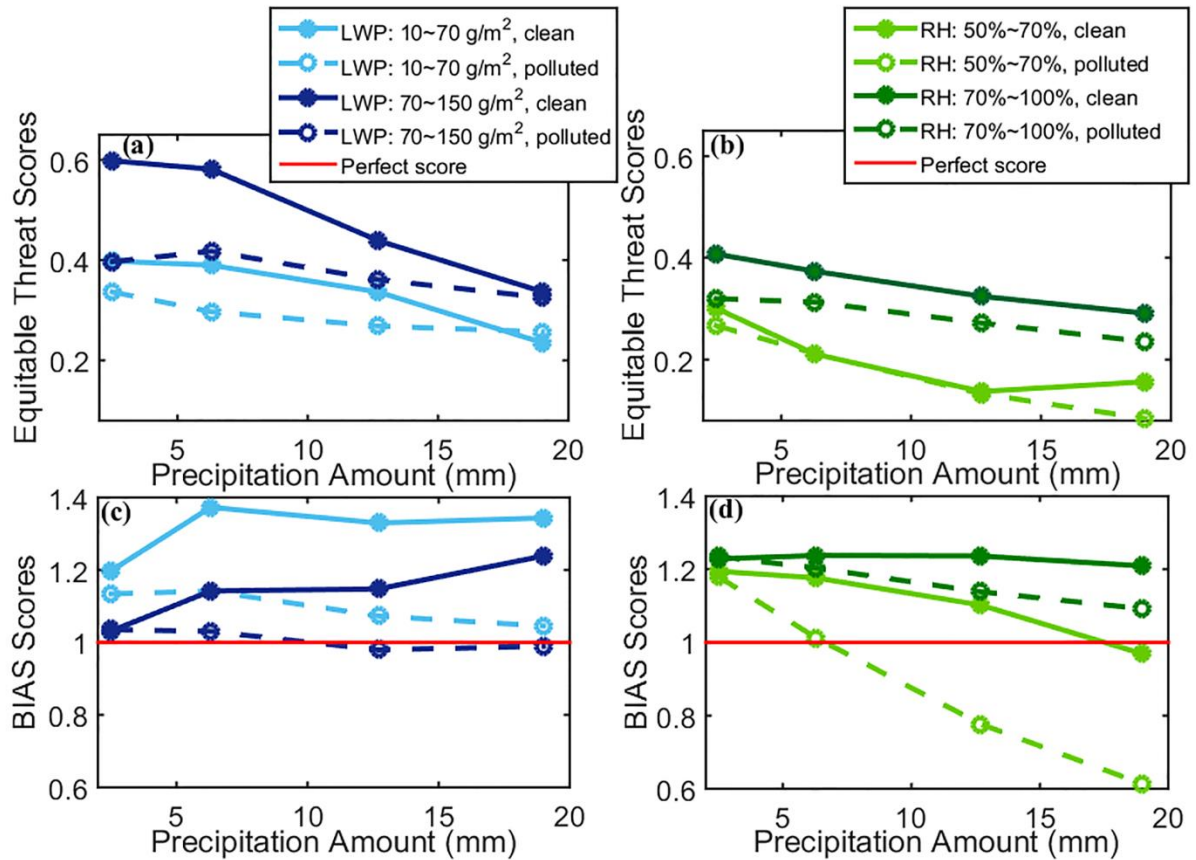 LWP: 10~70 g/m2, clean
LWP: 10~70 g/m2, polluted
LWP: 70~150 g/m2, clean
LWP: 70~150 g/m2, polluted
Perfect score
RH: 50%~70%, clean
RH: 50%~70%, polluted
RH: 70%~100%, clean
RH: 70%~100%, polluted
Perfect score
(a)
Equitable Threat Scores
0.6
0.4
0.2
5 10 15 20
Precipitation Amount (mm)
(b)
Equitable Threat Scores
0.6
0.4
0.2
5 10 15 20
Precipitation Amount (mm)
(c)
BIAS Scores
1.4
1.2
1
0.8
0.6
5 10 15 20
Precipitation Amount (mm)
(d)
BIAS Scores
1.4
1.2
1
0.8
0.6
5 10 15 20
Precipitation Amount (mm)